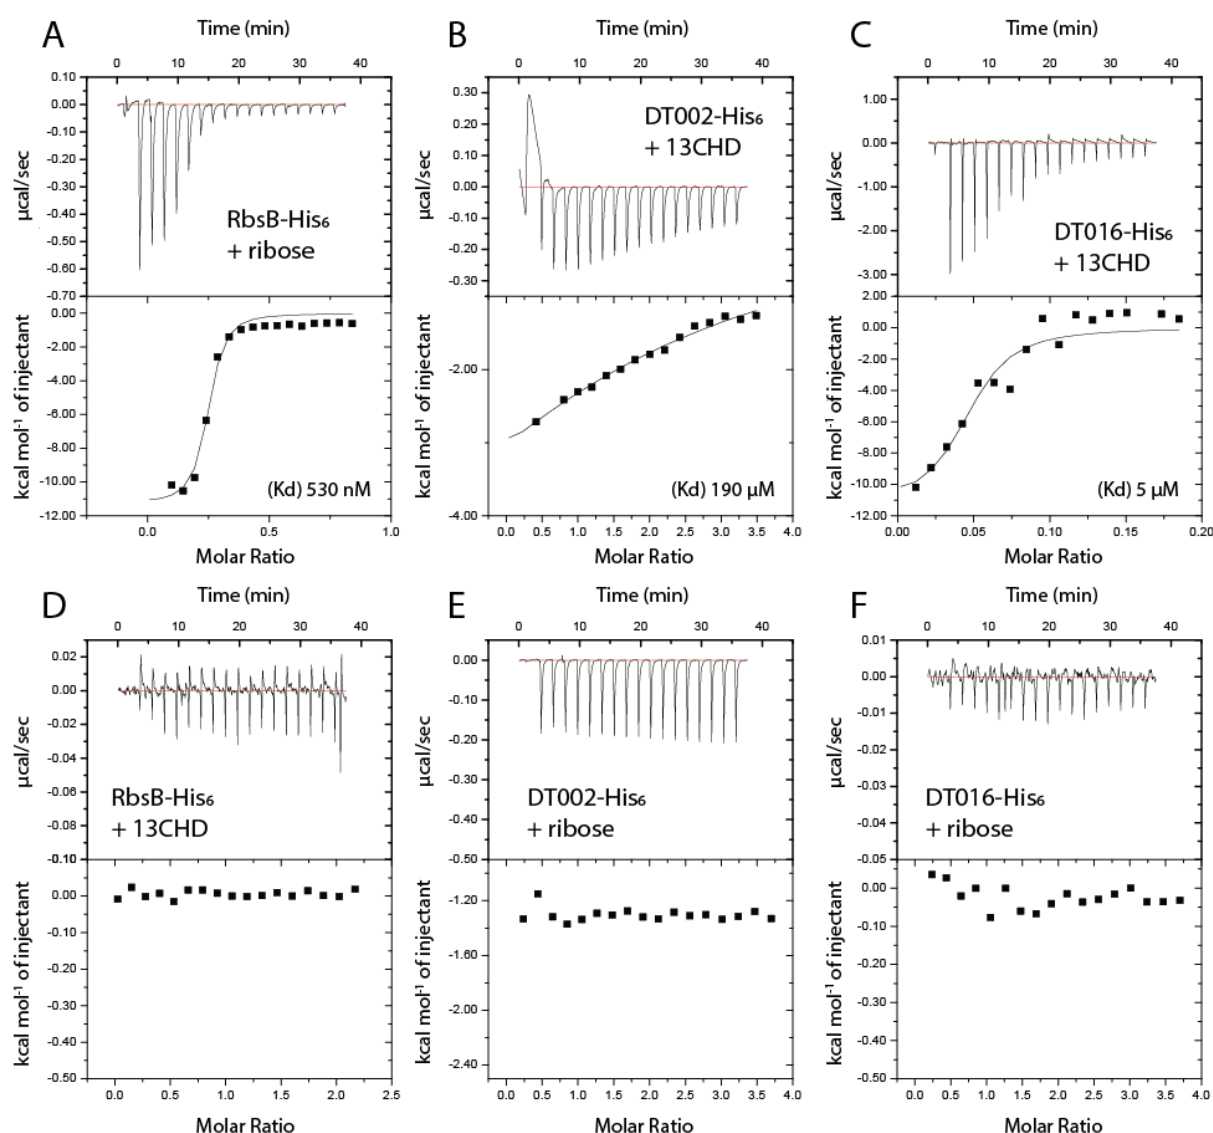 A
Time (min)
0 10 20 30 40
0.10
0.00
-0.10
-0.20
-0.30
-0.40
-0.50
-0.60
-0.70
µcal/sec
RbsB-His₆
+ ribose
0.00
-2.00
-4.00
-6.00
-8.00
-10.00
-12.00
kcal mol⁻¹ of injectant
(Kd) 530 nM
0.0 0.5 1.0
Molar Ratio
B
Time (min)
0 10 20 30 40
0.30
0.20
0.10
0.00
-0.10
-0.20
-0.30
µcal/sec
DT002-His₆
+ 13CHD
-2.00
-4.00
kcal mol⁻¹ of injectant
(Kd) 190 µM
0.0 0.5 1.0 1.5 2.0 2.5 3.0 3.5 4.0
Molar Ratio
C
Time (min)
0 10 20 30 40
1.00
0.00
-1.00
-2.00
-3.00
µcal/sec
DT016-His₆
+ 13CHD
2.00
0.00
-2.00
-4.00
-6.00
-8.00
-10.00
-12.00
kcal mol⁻¹ of injectant
(Kd) 5 µM
0.00 0.05 0.10 0.15 0.20
Molar Ratio
D
Time (min)
0 10 20 30 40
0.02
0.00
-0.02
-0.04
-0.06
-0.08
-0.10
µcal/sec
RbsB-His₆
+ 13CHD
0.00
-0.10
-0.20
-0.30
-0.40
-0.50
kcal mol⁻¹ of injectant
0.0 0.5 1.0 1.5 2.0 2.5
Molar Ratio
E
Time (min)
0 10 20 30 40
0.00
-0.10
-0.20
-0.30
-0.40
-0.50
µcal/sec
DT002-His₆
+ ribose
-1.20
-1.60
-2.00
-2.40
kcal mol⁻¹ of injectant
0.0 0.5 1.0 1.5 2.0 2.5 3.0 3.5 4.0
Molar Ratio
F
Time (min)
0 10 20 30 40
0.01
0.00
-0.01
-0.02
-0.03
-0.04
-0.05
µcal/sec
DT016-His₆
+ ribose
0.00
-0.10
-0.20
-0.30
-0.40
-0.50
kcal mol⁻¹ of injectant
0.0 0.5 1.0 1.5 2.0 2.5 3.0 3.5 4.0
Molar Ratio